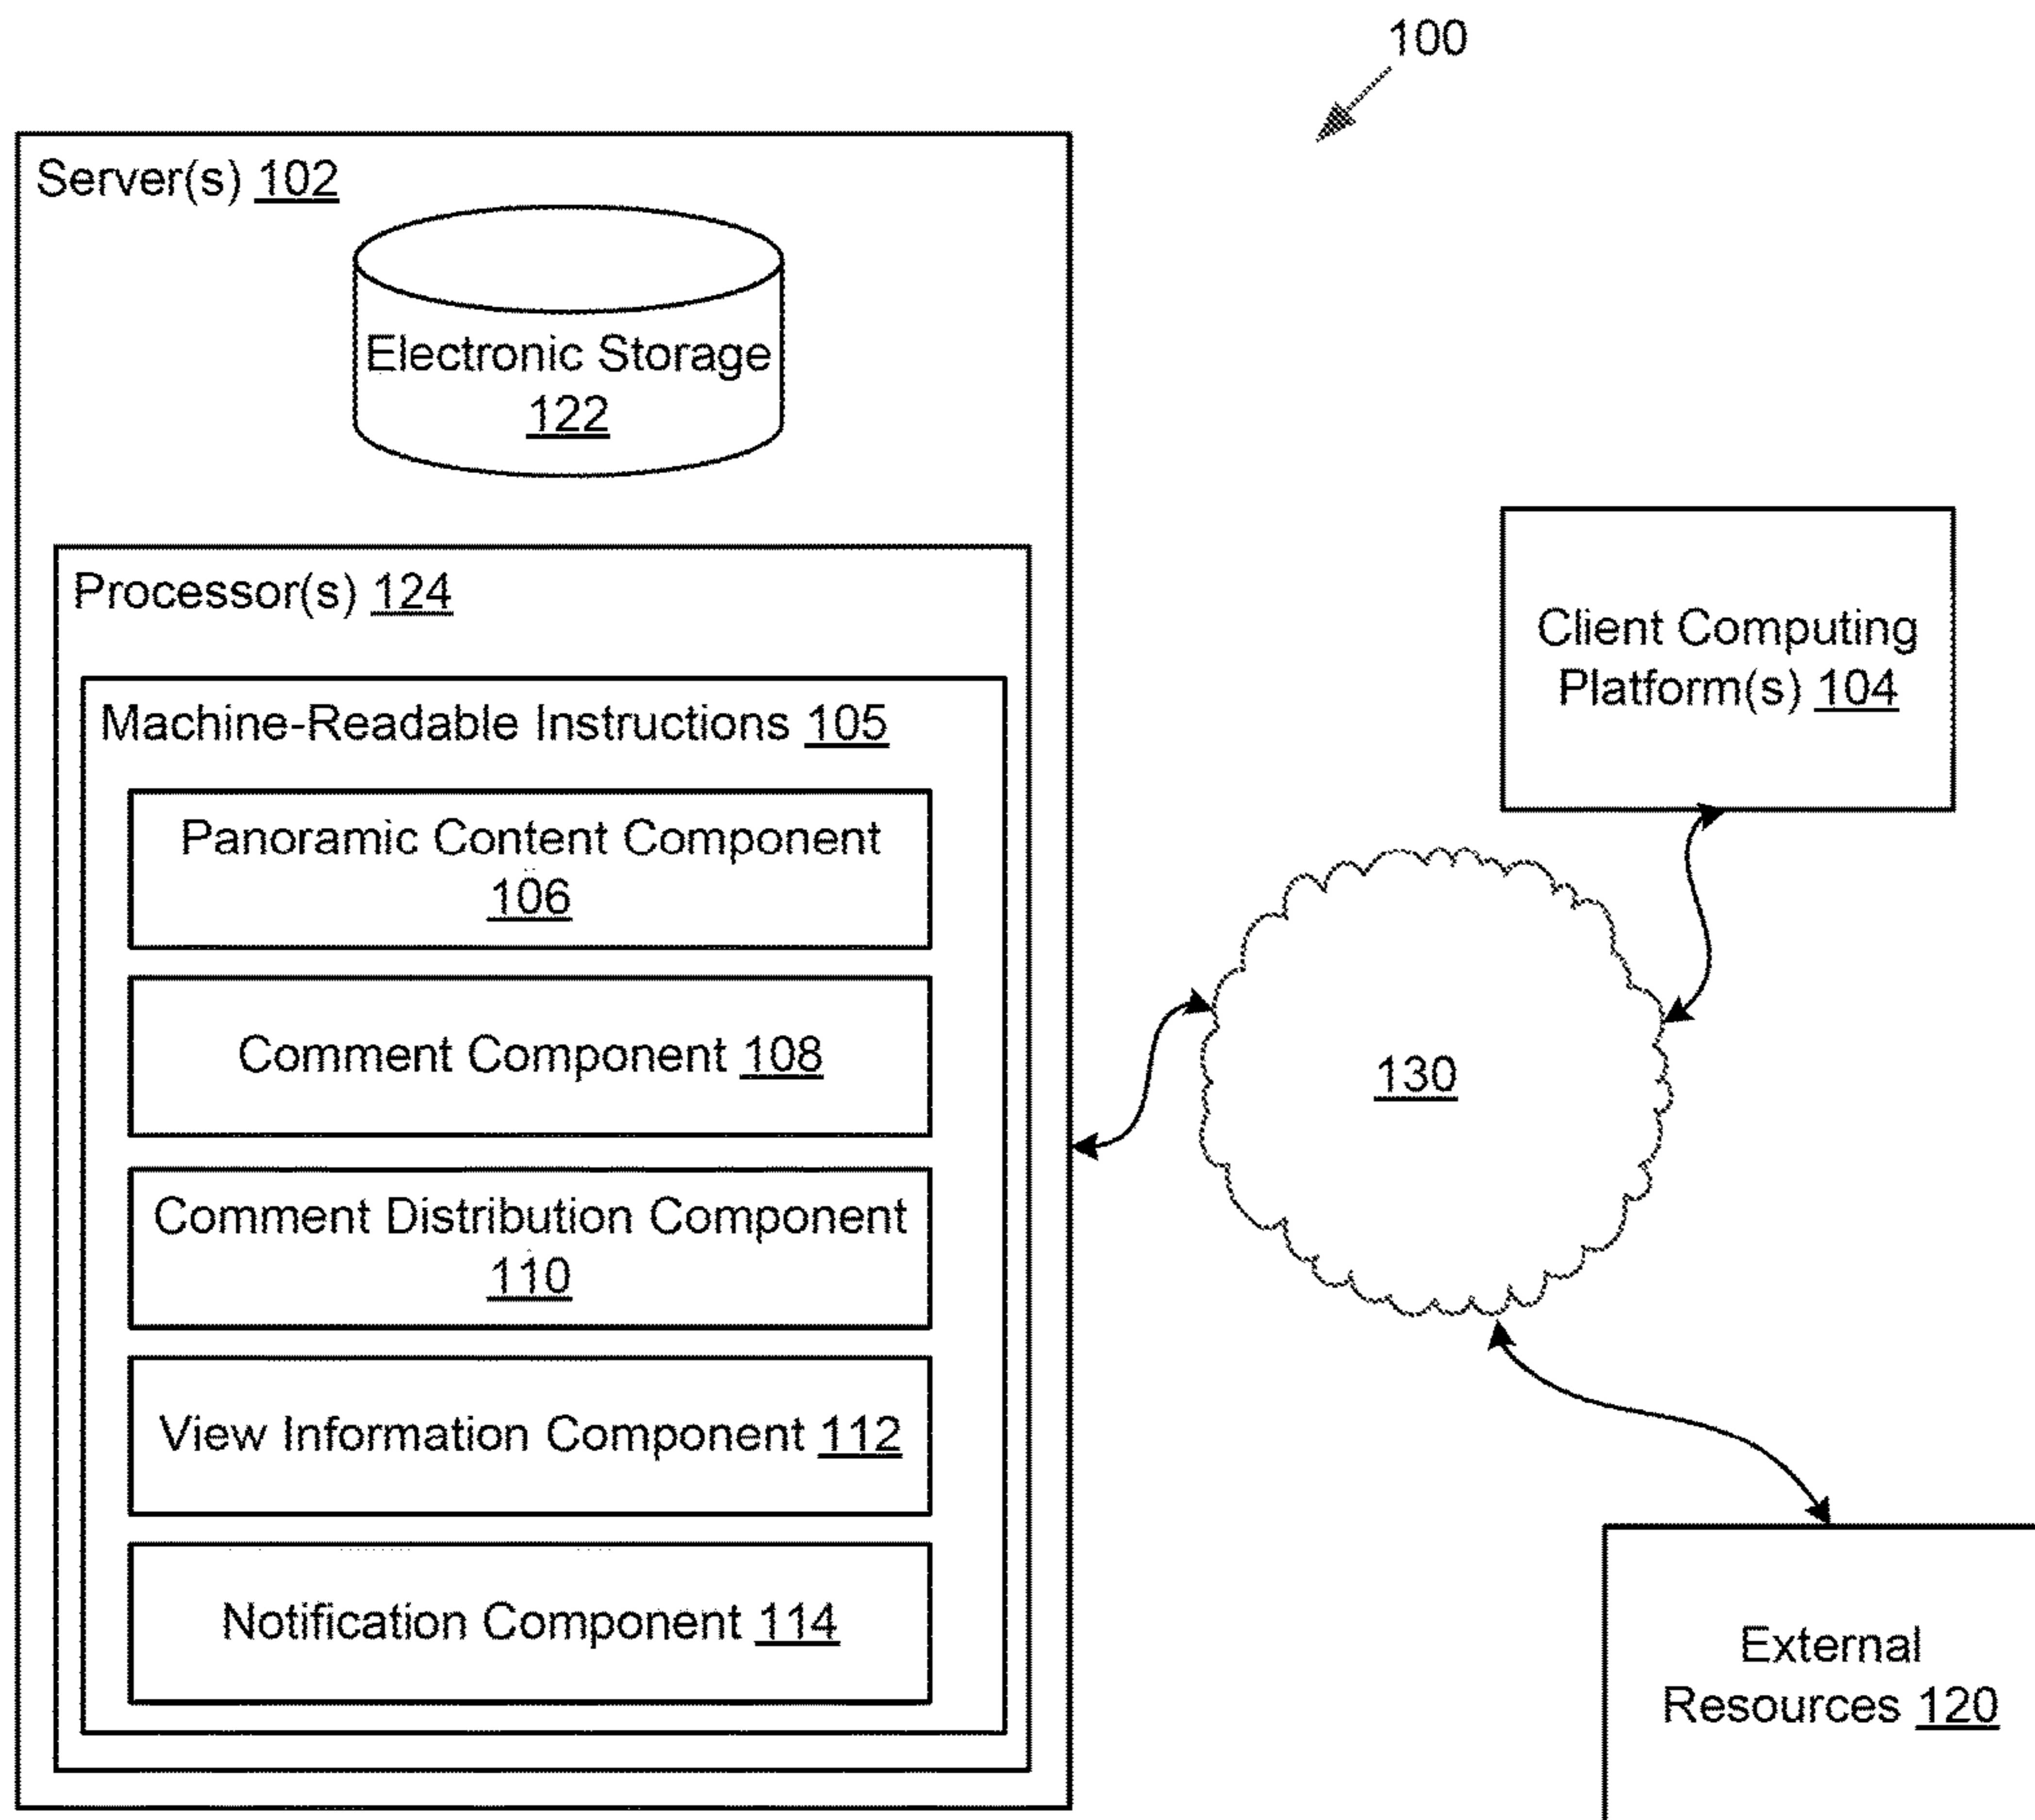 100
Server(s) 102
Electronic Storage
122
Processor(s) 124
Machine-Readable Instructions 105
Panoramic Content Component
106
Comment Component 108
Comment Distribution Component
110
View Information Component 112
Notification Component 114
Client Computing
Platform(s) 104
130
External
Resources 120